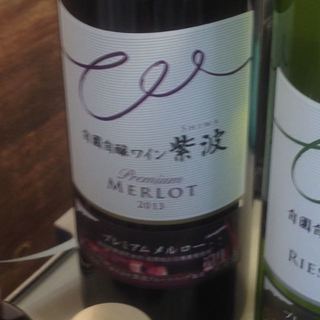 SHIWA
自園自醸ワイン 紫波
Premium
MERLOT
2013
プレミアム メルロー
自園自
RIES